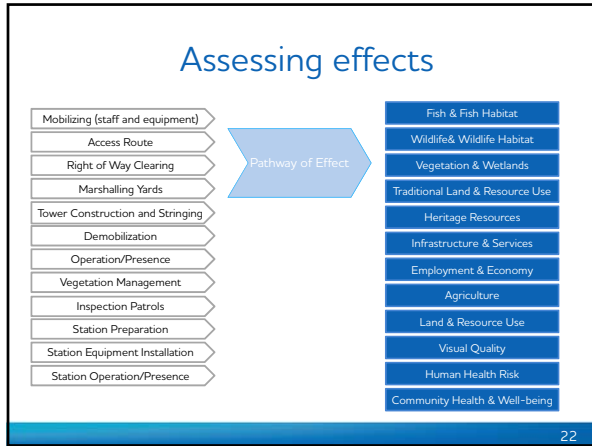 Assessing effects
Mobilizing (staff and equipment)
Access Route
Right of Way Clearing
Marshalling Yards
Tower Construction and Stringing
Demobilization
Operation/Presence
Vegetation Management
Inspection Patrols
Station Preparation
Station Equipment Installation
Station Operation/Presence
Pathway of Effect
Fish & Fish Habitat
Wildlife& Wildlife Habitat
Vegetation & Wetlands
Traditional Land & Resource Use
Heritage Resources
Infrastructure & Services
Employment & Economy
Agriculture
Land & Resource Use
Visual Quality
Human Health Risk
Community Health & Well-being
22